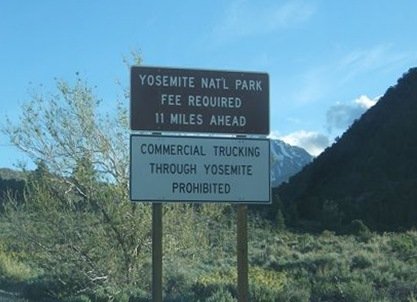 YOSEMITE NAT'L PARK
FEE REQUIRED
11 MILES AHEAD
COMMERCIAL TRUCKING
THROUGH YOSEMITE
PROHIBITED